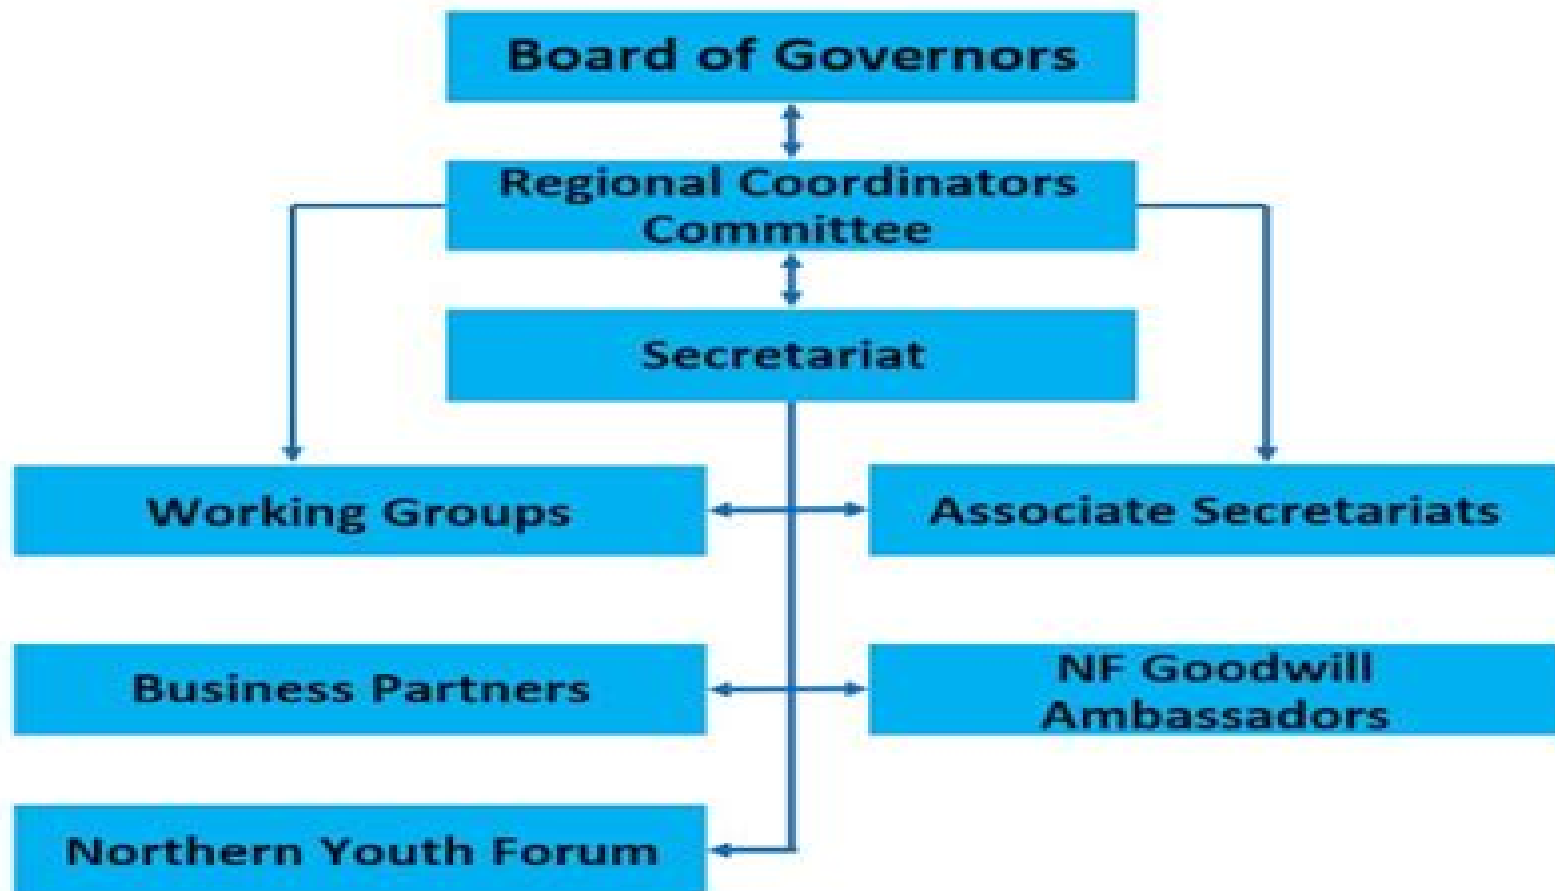 Board of Governors
Regional Coordinators
Committee
Secretariat
Working Groups
Associate Secretariats
Business Partners
NF Goodwill
Ambassadors
Northern Youth Forum